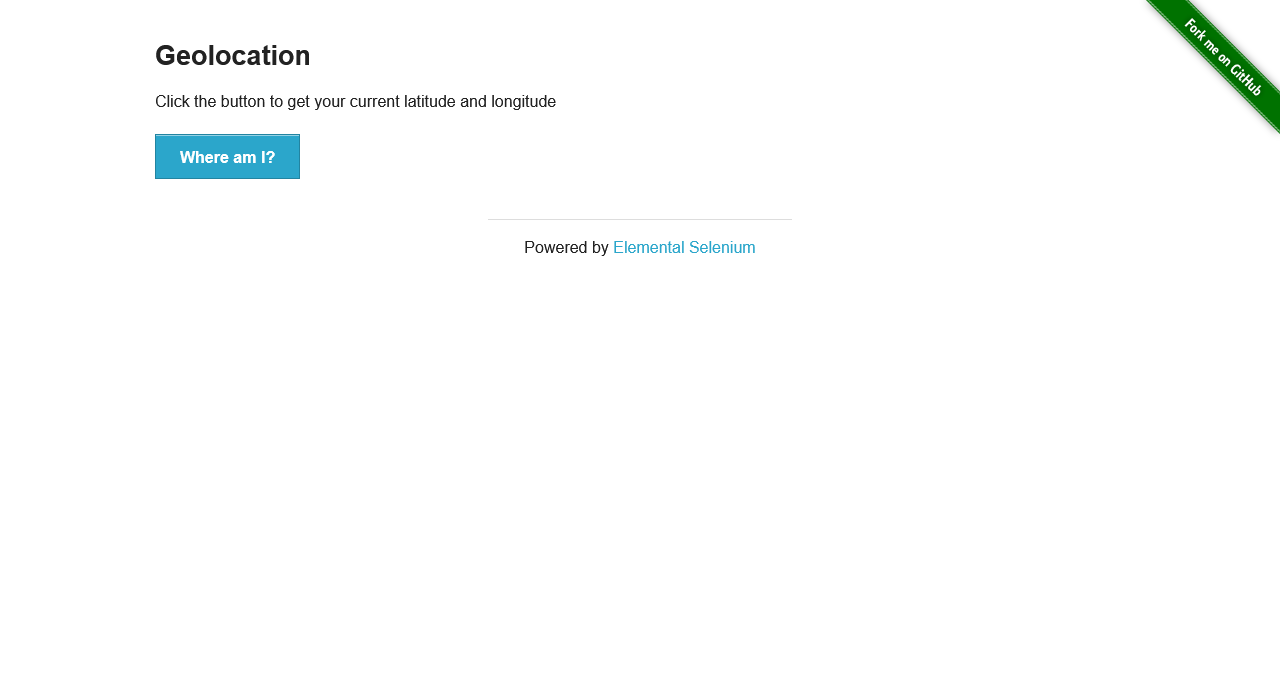 Geolocation
Click the button to get your current latitude and longitude
Where am I?
Powered by Elemental Selenium
Fork me on GitHub